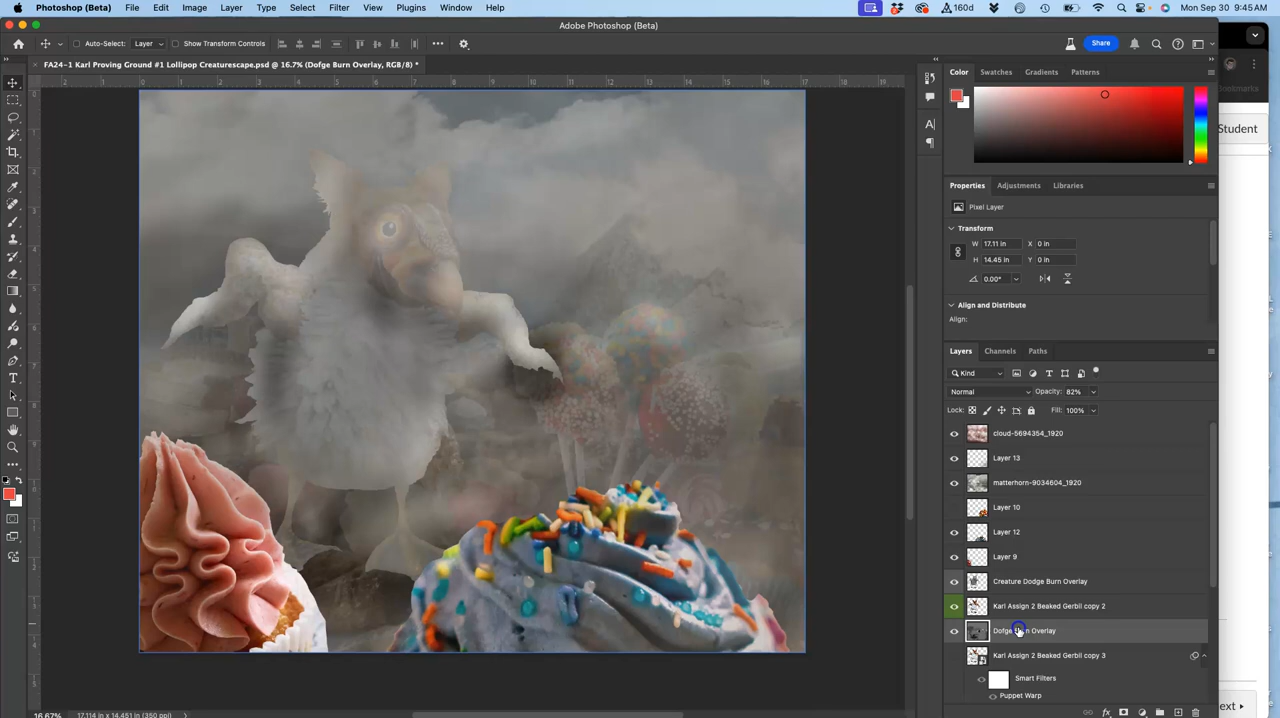 Photoshop (Beta) File Edit Image Layer Type Select Filter View Plugins Window Help 160d Mon Sep 30 9:45 AM
Adobe Photoshop (Beta)
Auto-Select: Layer Show Transform Controls Share
FA24-1 Karl Proving Ground #1 Lollipop Creaturescape.psd @ 16.7% (Dofge Burn Overlay, RGB/8) *
Color Swatches Gradients Patterns
Student
Properties Adjustments Libraries
Pixel Layer
Transform
W 17.11 in X 0 in
H 14.45 in Y 0 in
0.00°
Align and Distribute
Align:
Layers Channels Paths
Kind
Normal Opacity: 82%
Lock: Fill: 100%
cloud-5694354_1920
Layer 13
matterhorn-9034604_1920
Layer 10
Layer 12
Layer 9
Creature Dodge Burn Overlay
Karl Assign 2 Beaked Gerbil copy 2
Dofge Burn Overlay
Karl Assign 2 Beaked Gerbil copy 3
Smart Filters
Puppet Warp
16.67% 17.114 in x 14.451 in (350 ppi)